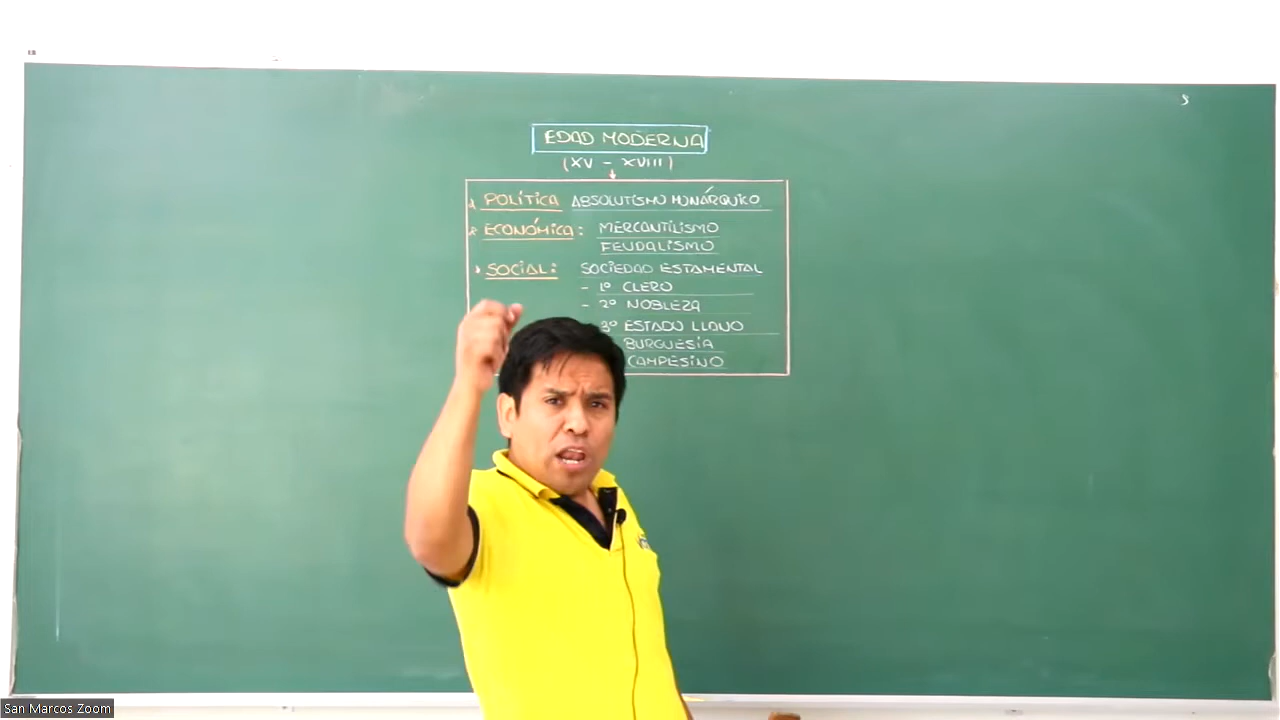 EDAD MODERNA
(XV - XVIII)
POLÍTICA ABSOLUTISMO MONÁRQUICO
ECONÓMICA: MERCANTILISMO
FEUDALISMO
SOCIAL: SOCIEDAD ESTAMENTAL
- 1º CLERO
- 2º NOBLEZA
3º ESTADO LLANO
BURGUESÍA
CAMPESINO
San Marcos Zoom